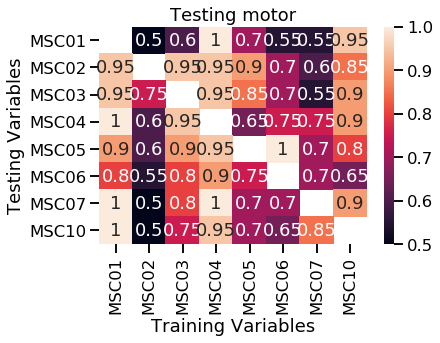 Testing motor
Testing Variables
MSC01 0.5 0.6 1 0.7 0.55 0.55 0.95
MSC02 0.95 0.95 0.95 0.9 0.7 0.6 0.85
MSC03 0.95 0.75 0.95 0.85 0.7 0.55 0.9
MSC04 1 0.6 0.95 0.65 0.75 0.75 0.9
MSC05 0.9 0.6 0.9 0.95 1 0.7 0.8
MSC06 0.8 0.55 0.8 0.9 0.75 0.7 0.65
MSC07 1 0.5 0.8 1 0.7 0.7 0.9
MSC10 1 0.5 0.75 0.95 0.7 0.65 0.85
MSC01 MSC02 MSC03 MSC04 MSC05 MSC06 MSC07 MSC10
Training Variables
1.0
0.9
0.8
0.7
0.6
0.5